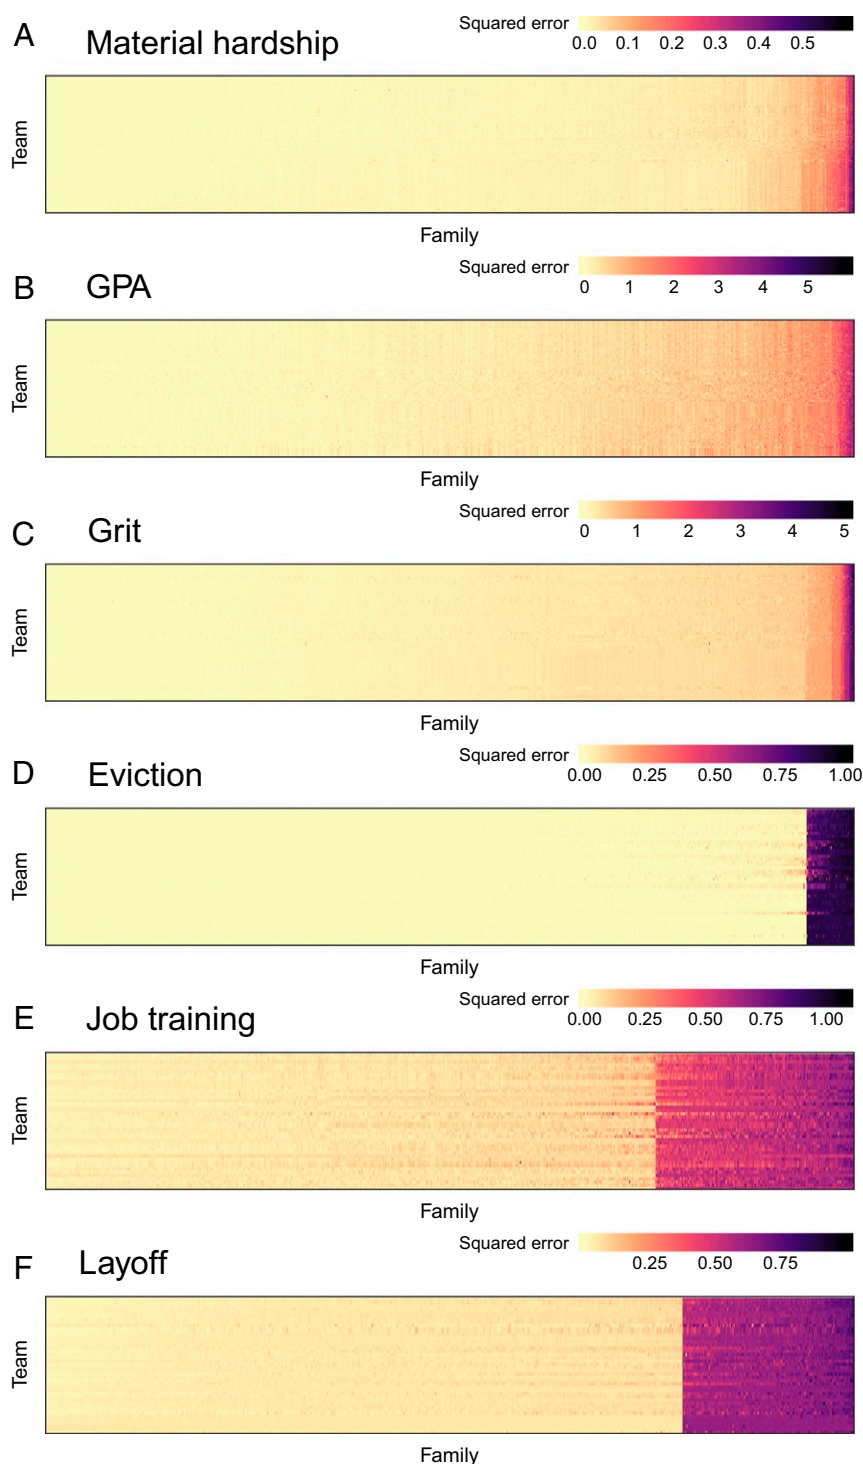 A Material hardship
Squared error
0.0 0.1 0.2 0.3 0.4 0.5
Team
Family
B GPA
Squared error
0 1 2 3 4 5
Team
Family
C Grit
Squared error
0 1 2 3 4 5
Team
Family
D Eviction
Squared error
0.00 0.25 0.50 0.75 1.00
Team
Family
E Job training
Squared error
0.00 0.25 0.50 0.75 1.00
Team
Family
F Layoff
Squared error
0.25 0.50 0.75
Team
Family